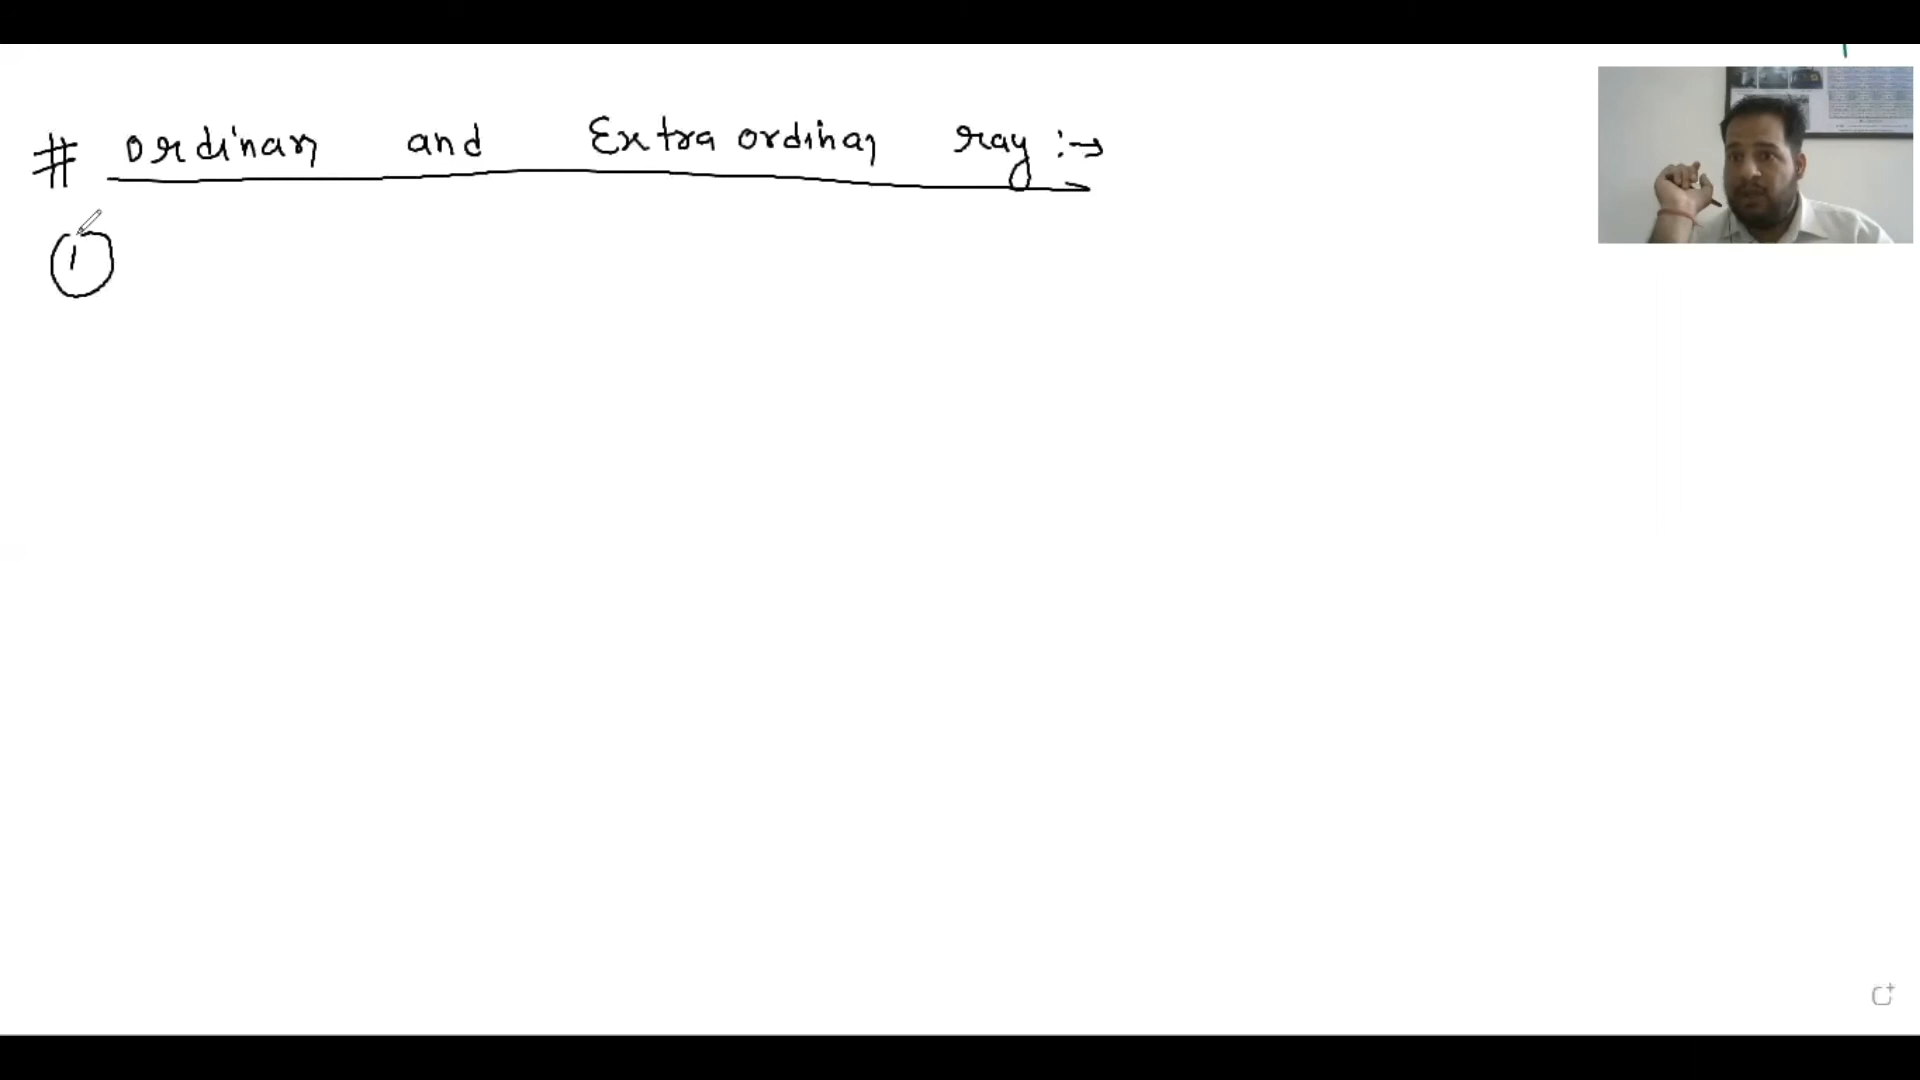 # ordinary and Extra ordinary ray :→
①